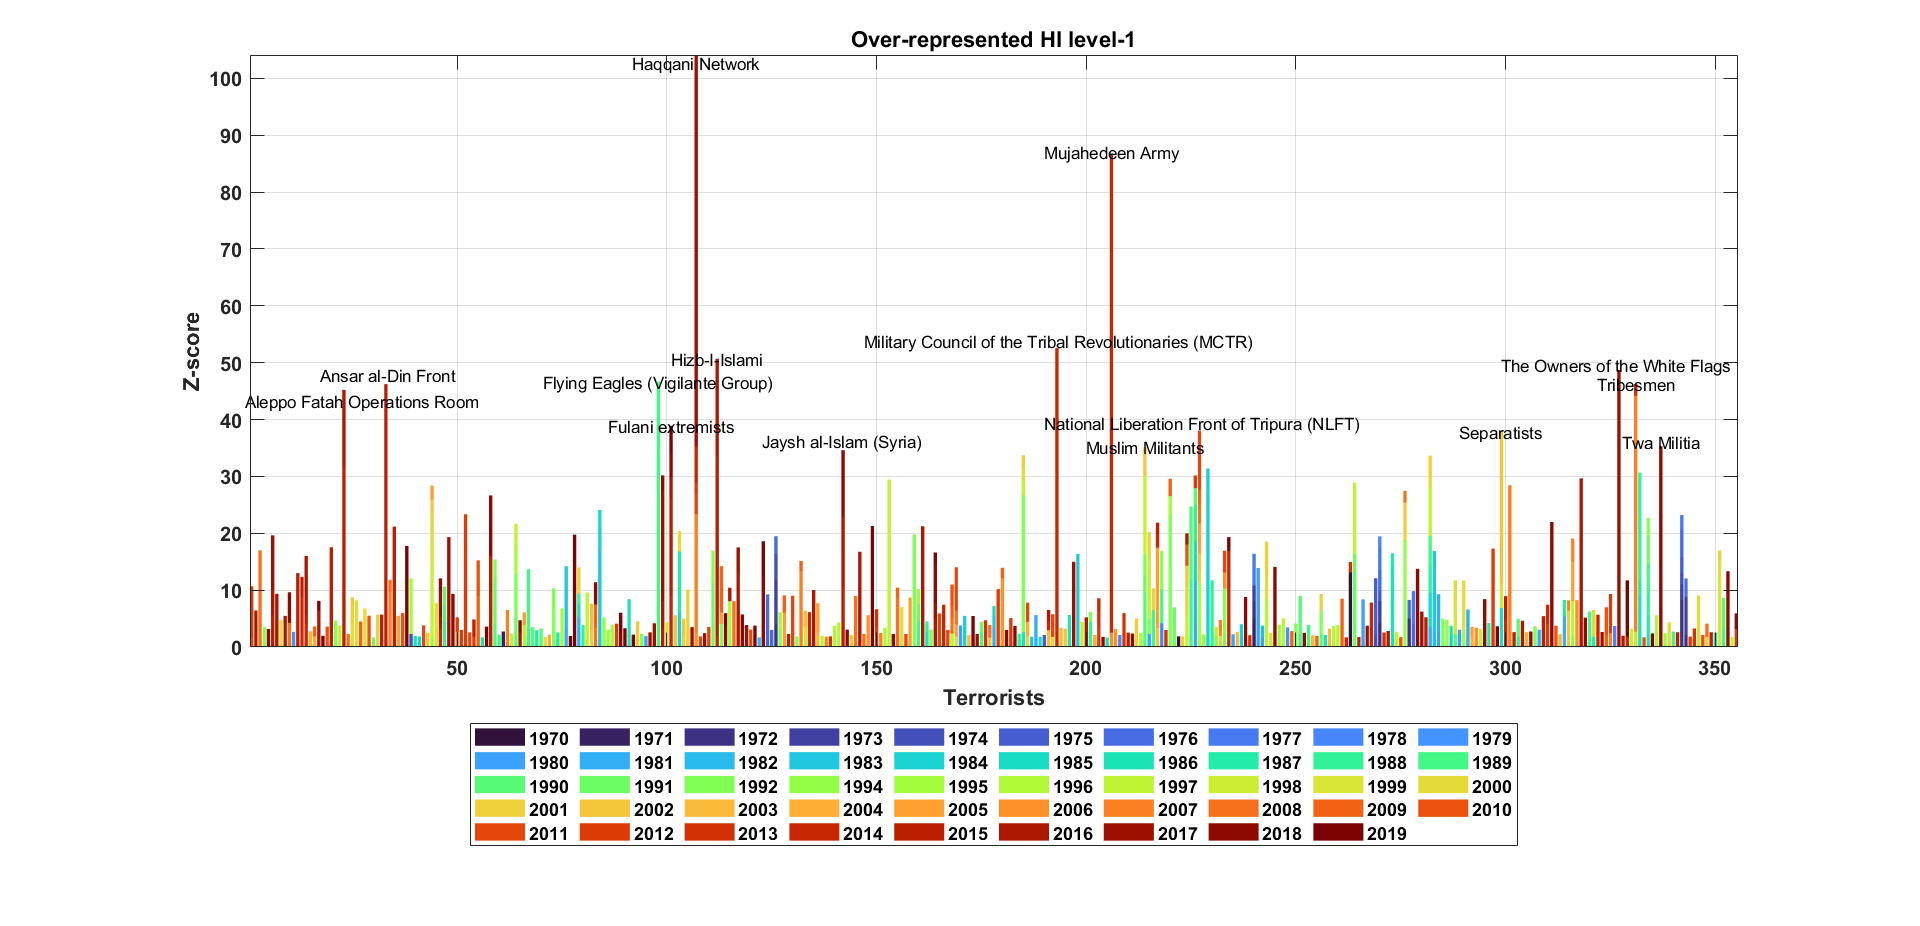 Over-represented HI level-1
Haqqani Network
Mujahedeen Army
Military Council of the Tribal Revolutionaries (MCTR)
Hizb-I-Islami
The Owners of the White Flags
Ansar al-Din Front
Flying Eagles (Vigilante Group)
Tribesmen
Aleppo Fatah Operations Room
Fulani extremists
National Liberation Front of Tripura (NLFT)
Separatists
Jaysh al-Islam (Syria)
Muslim Militants
Twa Militia
Z-score
100
90
80
70
60
50
40
30
20
10
0
50 100 150 200 250 300 350
Terrorists
1970 1971 1972 1973 1974 1975 1976 1977 1978 1979
1980 1981 1982 1983 1984 1985 1986 1987 1988 1989
1990 1991 1992 1994 1995 1996 1997 1998 1999 2000
2001 2002 2003 2004 2005 2006 2007 2008 2009 2010
2011 2012 2013 2014 2015 2016 2017 2018 2019